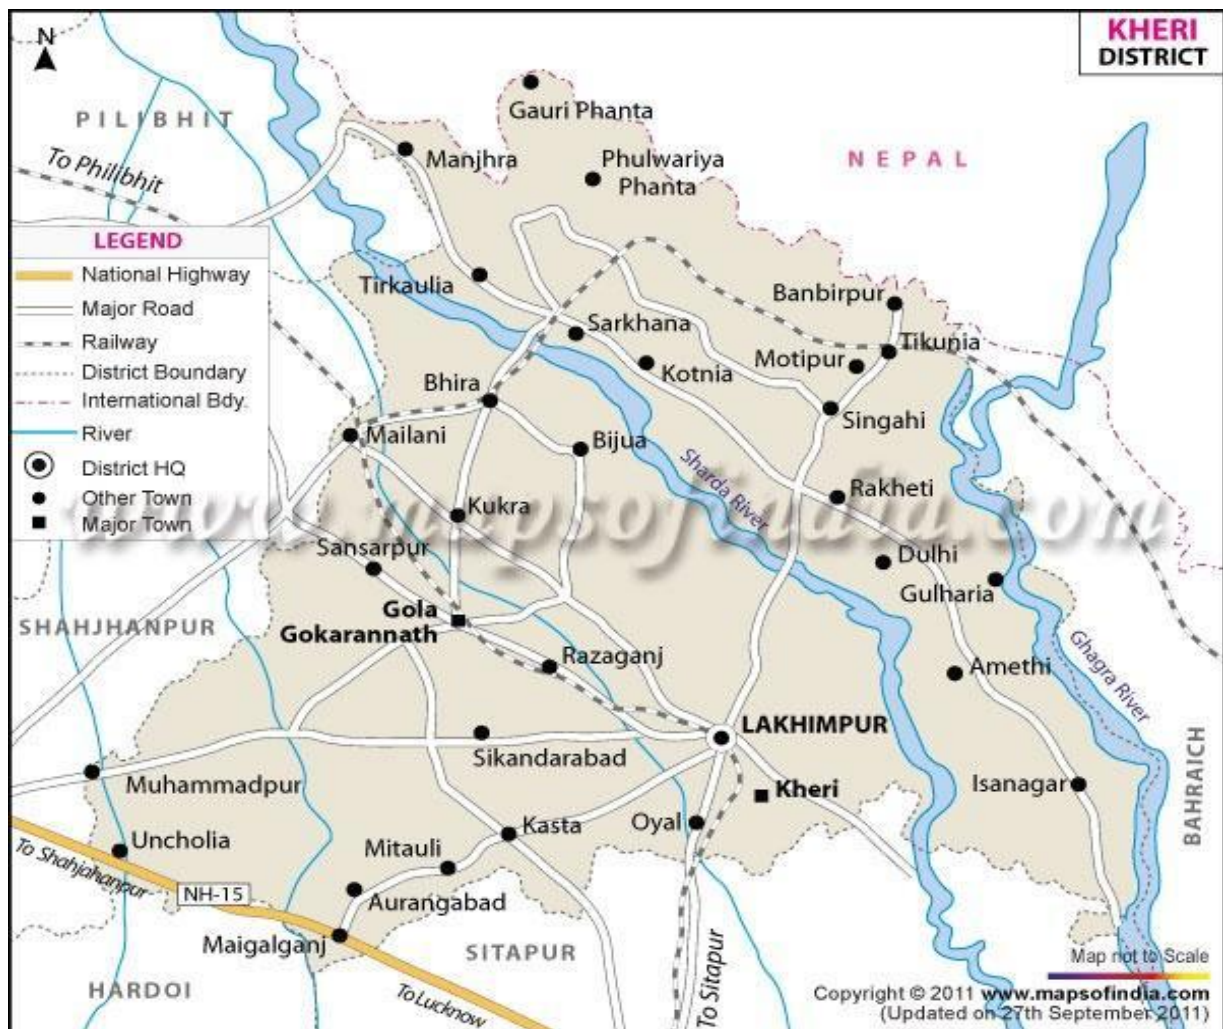 KHERI
DISTRICT
N
PILIBHIT
To Philibhit
Gauri Phanta
Manjhra
Phulwariya
Phanta
NEPAL
LEGEND
National Highway
Major Road
Railway
District Boundary
International Bdy.
River
District HQ
Other Town
Major Town
Tirkaulia
Banbirpur
Sarkhana
Tikunia
Motipur
Kotnia
Bhira
Singahi
Mailani
Bijua
Sharda River
Rakheti
Kukra
www.mapsofindia.com
Sansarpur
Dulhi
Gulharia
Gola
Gokarannath
SHAHJHANPUR
Razaganj
Amethi
Ghagra River
LAKHIMPUR
Sikandarabad
Muhammadpur
Kheri
Isanagar
BAHRAICH
Uncholia
Kasta
Oyal
Mitauli
To Shahjahanpur
NH-15
Aurangabad
Maigalganj
SITAPUR
HARDOI
To Lucknow
To Sitapur
Map not to Scale
Copyright © 2011 www.mapsofindia.com
(Updated on 27th September 2011)